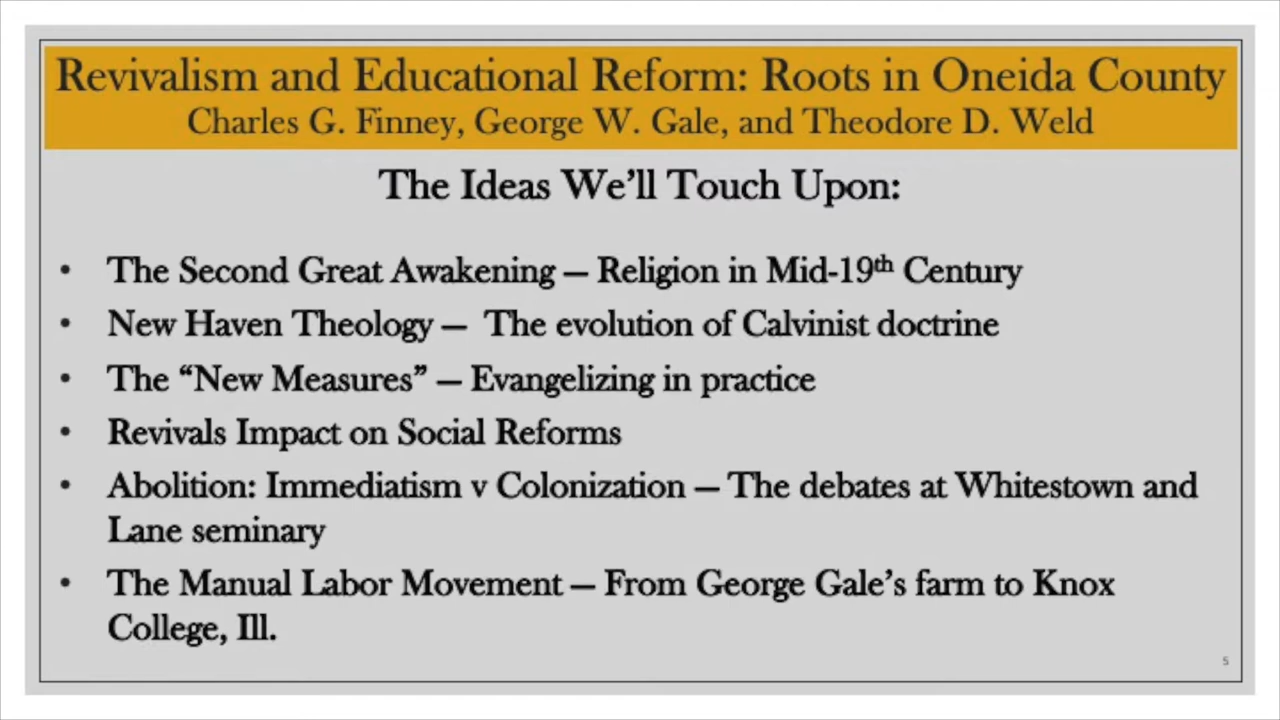 Revivalism and Educational Reform: Roots in Oneida County
Charles G. Finney, George W. Gale, and Theodore D. Weld
The Ideas We’ll Touch Upon:
• The Second Great Awakening – Religion in Mid-19th Century
• New Haven Theology – The evolution of Calvinist doctrine
• The “New Measures” – Evangelizing in practice
• Revivals Impact on Social Reforms
• Abolition: Immediatism v Colonization – The debates at Whitestown and
Lane seminary
• The Manual Labor Movement – From George Gale’s farm to Knox
College, Ill.
5